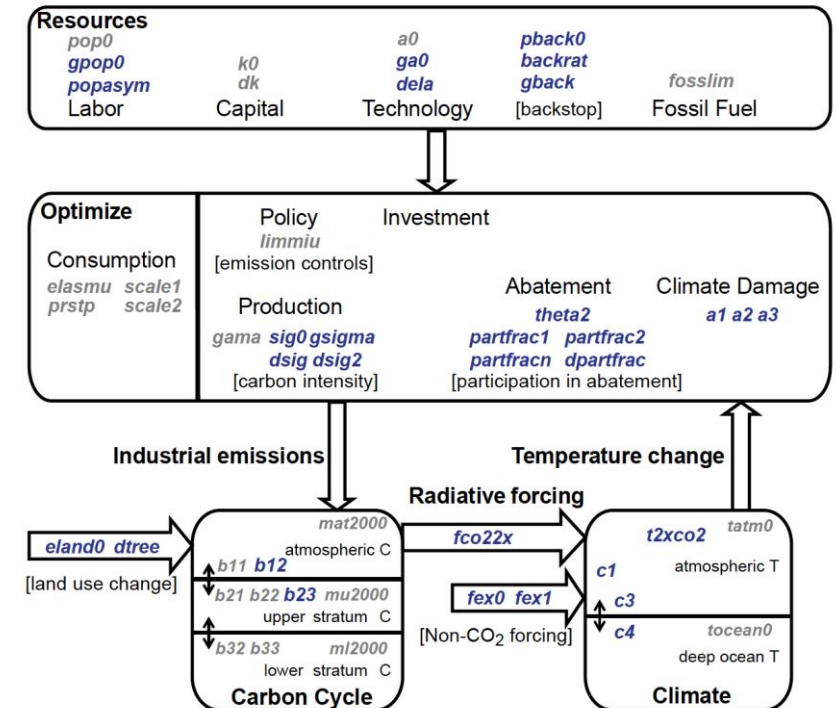 Resources
pop0
gpop0
popasym
Labor
k0
dk
Capital
a0
ga0
dela
Technology
pback0
backrat
gback
[backstop]
fosslim
Fossil Fuel
Optimize
Consumption
elasmu scale1
prstp scale2
Policy
limmiu
[emission controls]
Investment
Production
gama sig0 gsigma
dsig dsig2
[carbon intensity]
Abatement
theta2
partfrac1 partfrac2
partfracn dpartfrac
[participation in abatement]
Climate Damage
a1 a2 a3
Industrial emissions
Temperature change
Radiative forcing
eland0 dtree
[land use change]
mat2000
atmospheric C
b11 b12
b21 b22 b23 mu2000
upper stratum C
b32 b33 ml2000
lower stratum C
Carbon Cycle
fco22x
fex0 fex1
[Non-CO2 forcing]
t2xco2 tatm0
c1 atmospheric T
c3
c4 tocean0
deep ocean T
Climate